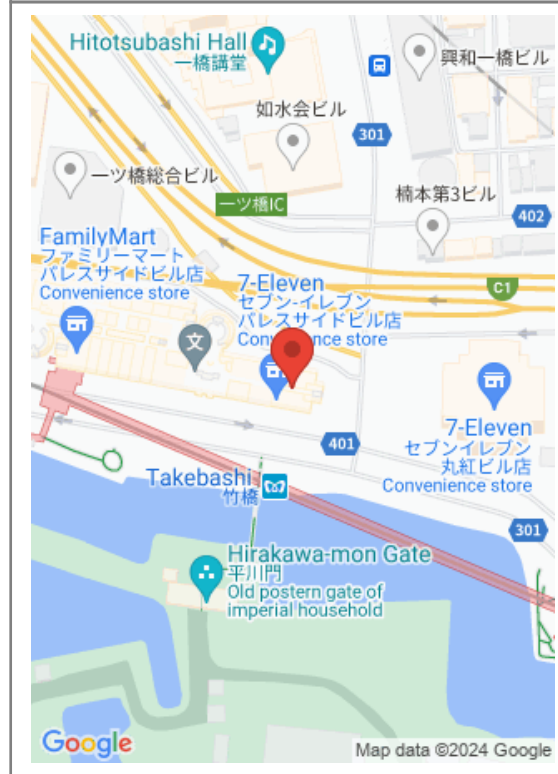 Hitotsubashi Hall
一橋講堂
興和一橋ビル
如水会ビル
301
一ツ橋総合ビル
楠本第3ビル
一ツ橋IC
402
FamilyMart
ファミリーマート
パレスサイドビル店
Convenience store
7-Eleven
セブン-イレブン
パレスサイドビル店
C1
文
7-Eleven
セブンイレブン
丸紅ビル店
Convenience store
401
Takebashi
竹橋
301
Hirakawa-mon Gate
平川門
Old postern gate of
imperial household
Google
Map data ©2024 Google